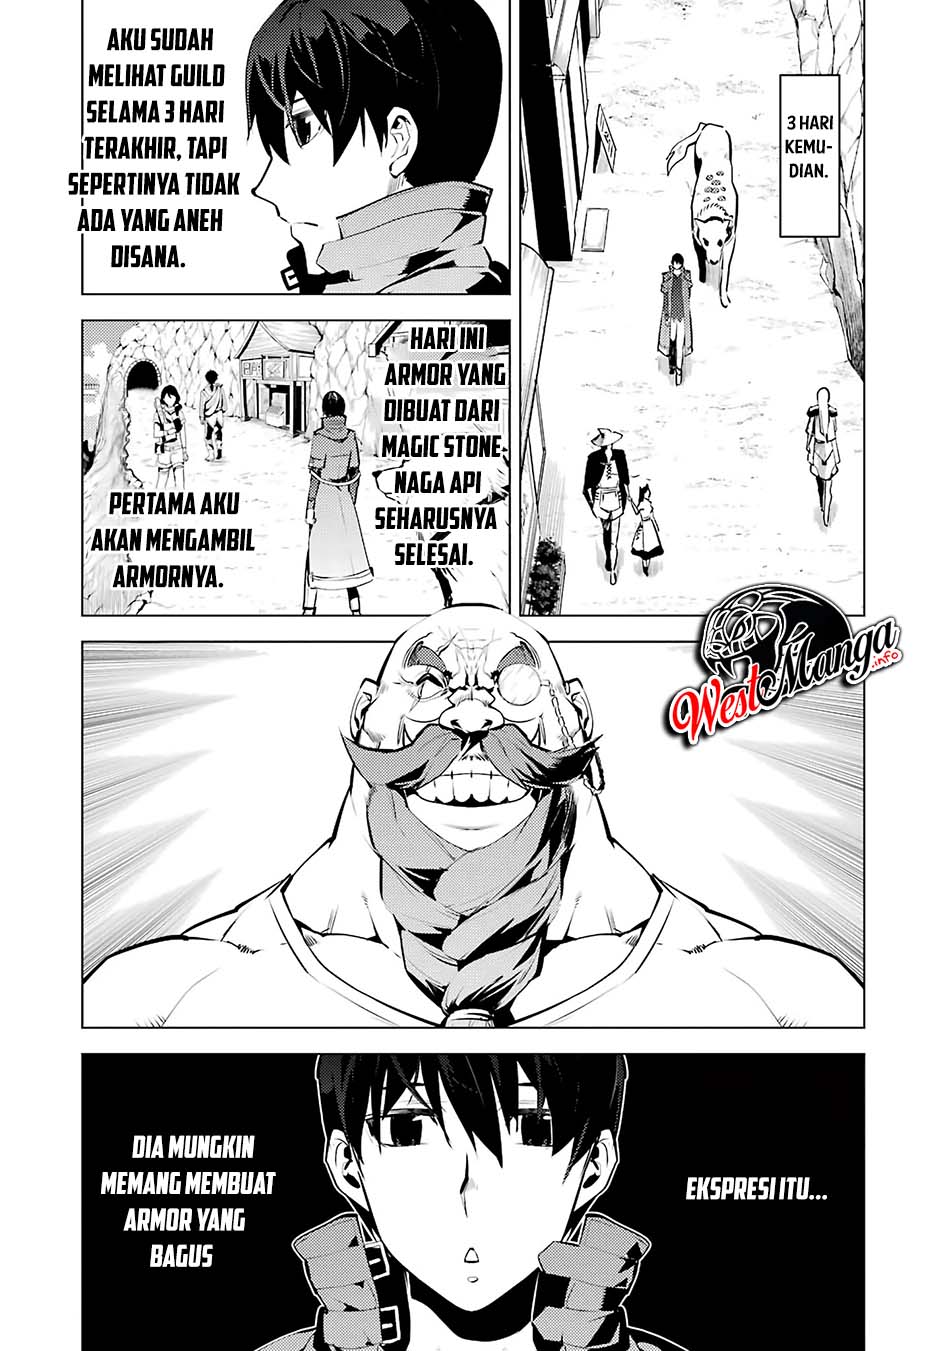 3 HARI
KEMU-
DIAN.
AKU SUDAH
MELIHAT GUILD
SELAMA 3 HARI
TERAKHIR, TAPI
SEPERTINYA TIDAK
ADA YANG ANEH
DISANA.
HARI INI
ARMOR YANG
DIBUAT DARI
MAGIC STONE
NAGA API
SEHARUSNYA
SELESAI.
PERTAMA AKU
AKAN MENGAMBIL
ARMORNYA.
WestManga
.info
EKSPRESI ITU...
DIA MUNGKIN
MEMANG MEMBUAT
ARMOR YANG
BAGUS